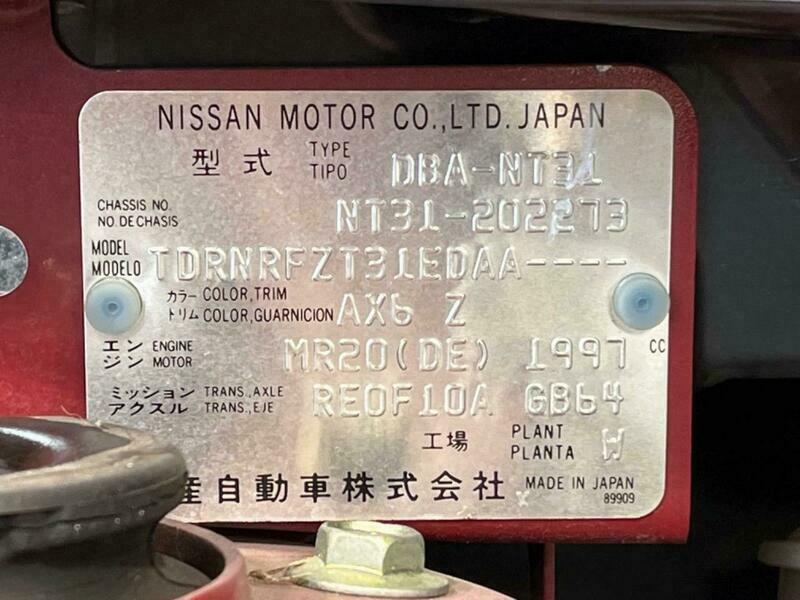 NISSAN MOTOR CO.,LTD. JAPAN
型式 TYPE TIPO DBA-NT31
CHASSIS NO. NO. DE CHASIS NT31-202273
MODEL MODELO TDRNRFZT31EDAA----
カラー COLOR,TRIM
トリム COLOR,GUARNICION AX6 Z
エンジン ENGINE MOTOR MR20(DE) 1997 CC
ミッション TRANS.,AXLE
アクスル TRANS.,EJE RE0F10A GB64
工場 PLANT PLANTA W
産自動車株式会社 MADE IN JAPAN
89909